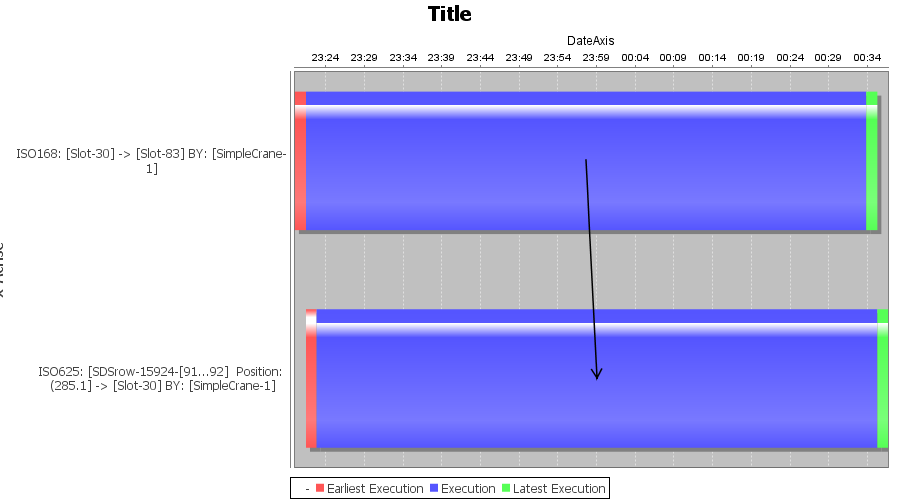 Title
DateAxis
23:24 23:29 23:34 23:39 23:44 23:49 23:54 23:59 00:04 00:09 00:14 00:19 00:24 00:29 00:34
ISO168: [Slot-30] -> [Slot-83] BY: [SimpleCrane-
1]
ISO625: [SDSrow-15924-[91...92] Position:
(285.1] -> [Slot-30] BY: [SimpleCrane-1]
- Earliest Execution Execution Latest Execution